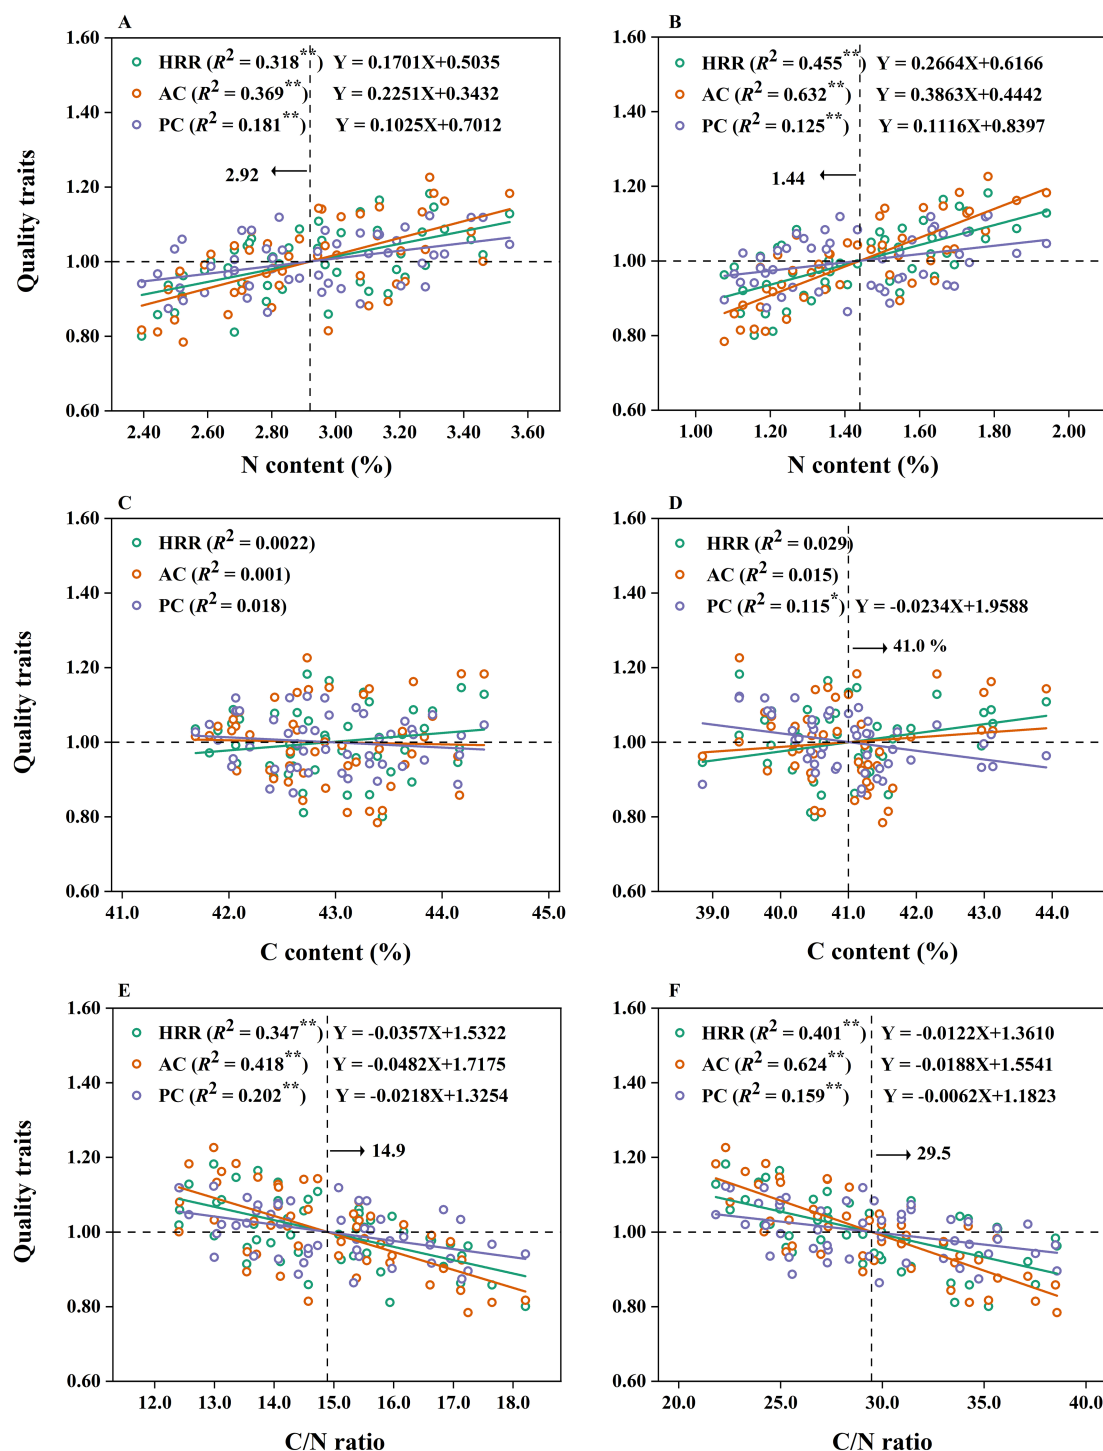 A
1.60
1.40
1.20
1.00
0.80
0.60
Quality traits
HRR (R² = 0.318**) Y = 0.1701X+0.5035
AC (R² = 0.369**) Y = 0.2251X+0.3432
PC (R² = 0.181**) Y = 0.1025X+0.7012
2.92
2.40 2.60 2.80 3.00 3.20 3.40 3.60
N content (%)
B
1.60
1.40
1.20
1.00
0.80
0.60
HRR (R² = 0.455**) Y = 0.2664X+0.6166
AC (R² = 0.632**) Y = 0.3863X+0.4442
PC (R² = 0.125**) Y = 0.1116X+0.8397
1.44
1.00 1.20 1.40 1.60 1.80 2.00
N content (%)
C
1.60
1.40
1.20
1.00
0.80
0.60
Quality traits
HRR (R² = 0.0022)
AC (R² = 0.001)
PC (R² = 0.018)
41.0 42.0 43.0 44.0 45.0
C content (%)
D
1.60
1.40
1.20
1.00
0.80
0.60
HRR (R² = 0.029)
AC (R² = 0.015)
PC (R² = 0.115*) Y = -0.0234X+1.9588
41.0 %
39.0 40.0 41.0 42.0 43.0 44.0
C content (%)
E
1.60
1.40
1.20
1.00
0.80
0.60
Quality traits
HRR (R² = 0.347**) Y = -0.0357X+1.5322
AC (R² = 0.418**) Y = -0.0482X+1.7175
PC (R² = 0.202**) Y = -0.0218X+1.3254
14.9
12.0 13.0 14.0 15.0 16.0 17.0 18.0
C/N ratio
F
1.60
1.40
1.20
1.00
0.80
0.60
HRR (R² = 0.401**) Y = -0.0122X+1.3610
AC (R² = 0.624**) Y = -0.0188X+1.5541
PC (R² = 0.159**) Y = -0.0062X+1.1823
29.5
20.0 25.0 30.0 35.0 40.0
C/N ratio